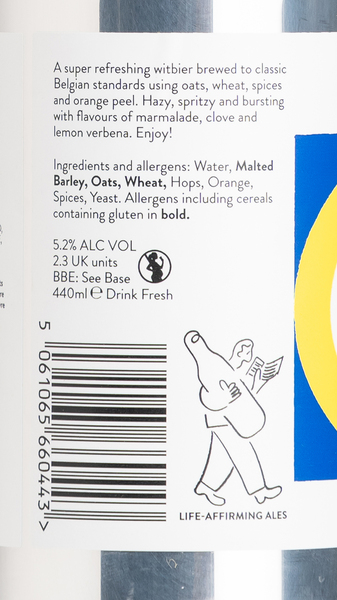 A super refreshing witbier brewed to classic
Belgian standards using oats, wheat, spices
and orange peel. Hazy, spritzy and bursting
with flavours of marmalade, clove and
lemon verbena. Enjoy!
Ingredients and allergens: Water, Malted
Barley, Oats, Wheat, Hops, Orange,
Spices, Yeast. Allergens including cereals
containing gluten in bold.
5.2% ALC VOL
2.3 UK units
BBE: See Base
440ml ℮ Drink Fresh
5 061065 660443 >
LIFE-AFFIRMING ALES